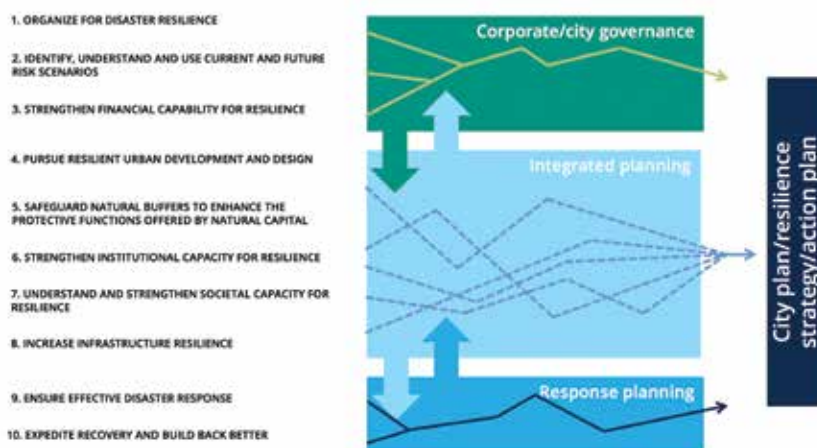 1. ORGANIZE FOR DISASTER RESILIENCE
2. IDENTIFY, UNDERSTAND AND USE CURRENT AND FUTURE
RISK SCENARIOS
3. STRENGTHEN FINANCIAL CAPABILITY FOR RESILIENCE
4. PURSUE RESILIENT URBAN DEVELOPMENT AND DESIGN
5. SAFEGUARD NATURAL BUFFERS TO ENHANCE THE
PROTECTIVE FUNCTIONS OFFERED BY NATURAL CAPITAL
6. STRENGTHEN INSTITUTIONAL CAPACITY FOR RESILIENCE
7. UNDERSTAND AND STRENGTHEN SOCIETAL CAPACITY FOR
RESILIENCE
8. INCREASE INFRASTRUCTURE RESILIENCE
9. ENSURE EFFECTIVE DISASTER RESPONSE
10. EXPEDITE RECOVERY AND BUILD BACK BETTER
Corporate/city governance
Integrated planning
Response planning
City plan/resilience
strategy/action plan